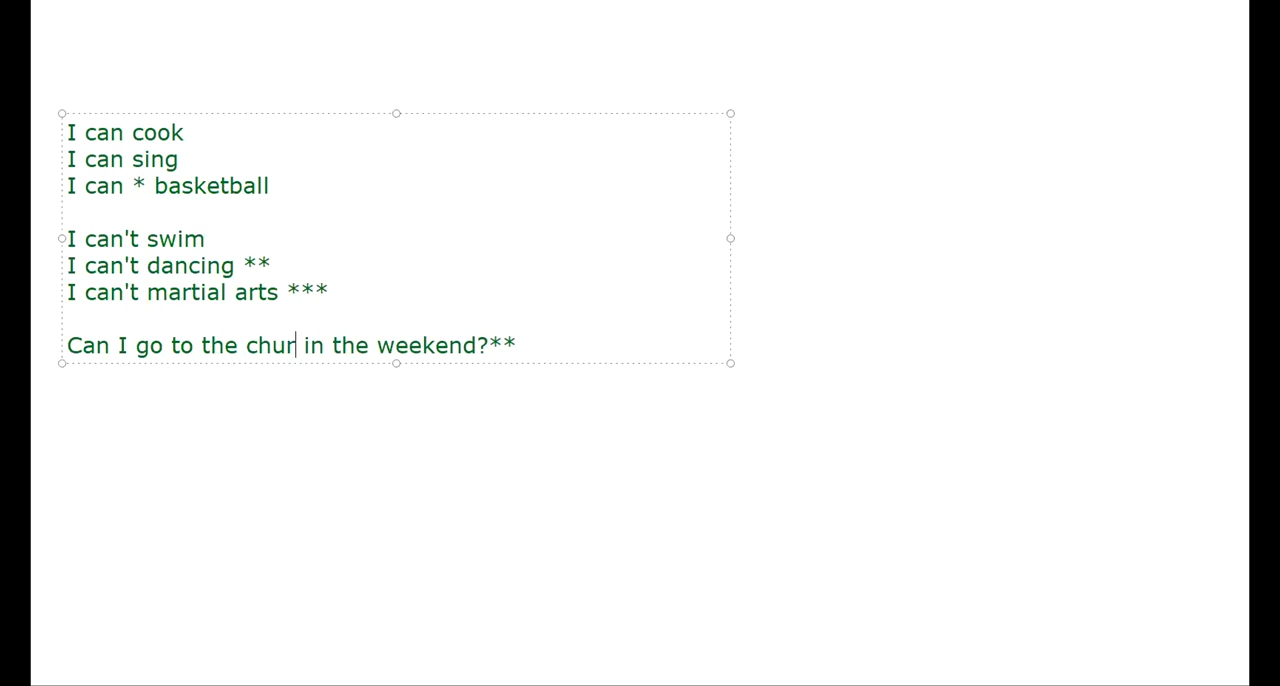 I can cook
I can sing
I can * basketball
I can't swim
I can't dancing **
I can't martial arts ***
Can I go to the chur in the weekend?**